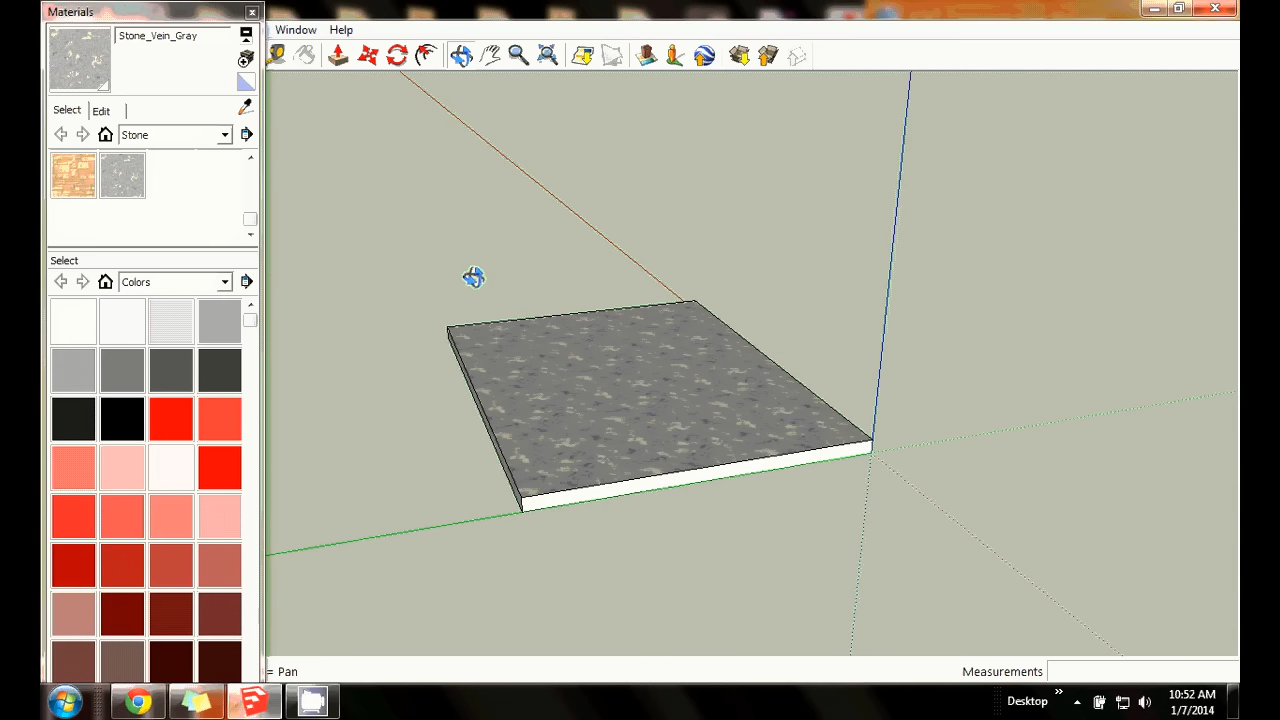 Materials
Stone_Vein_Gray
Window Help
Select Edit
Stone
Select
Colors
= Pan
Measurements
Desktop
10:52 AM
1/7/2014